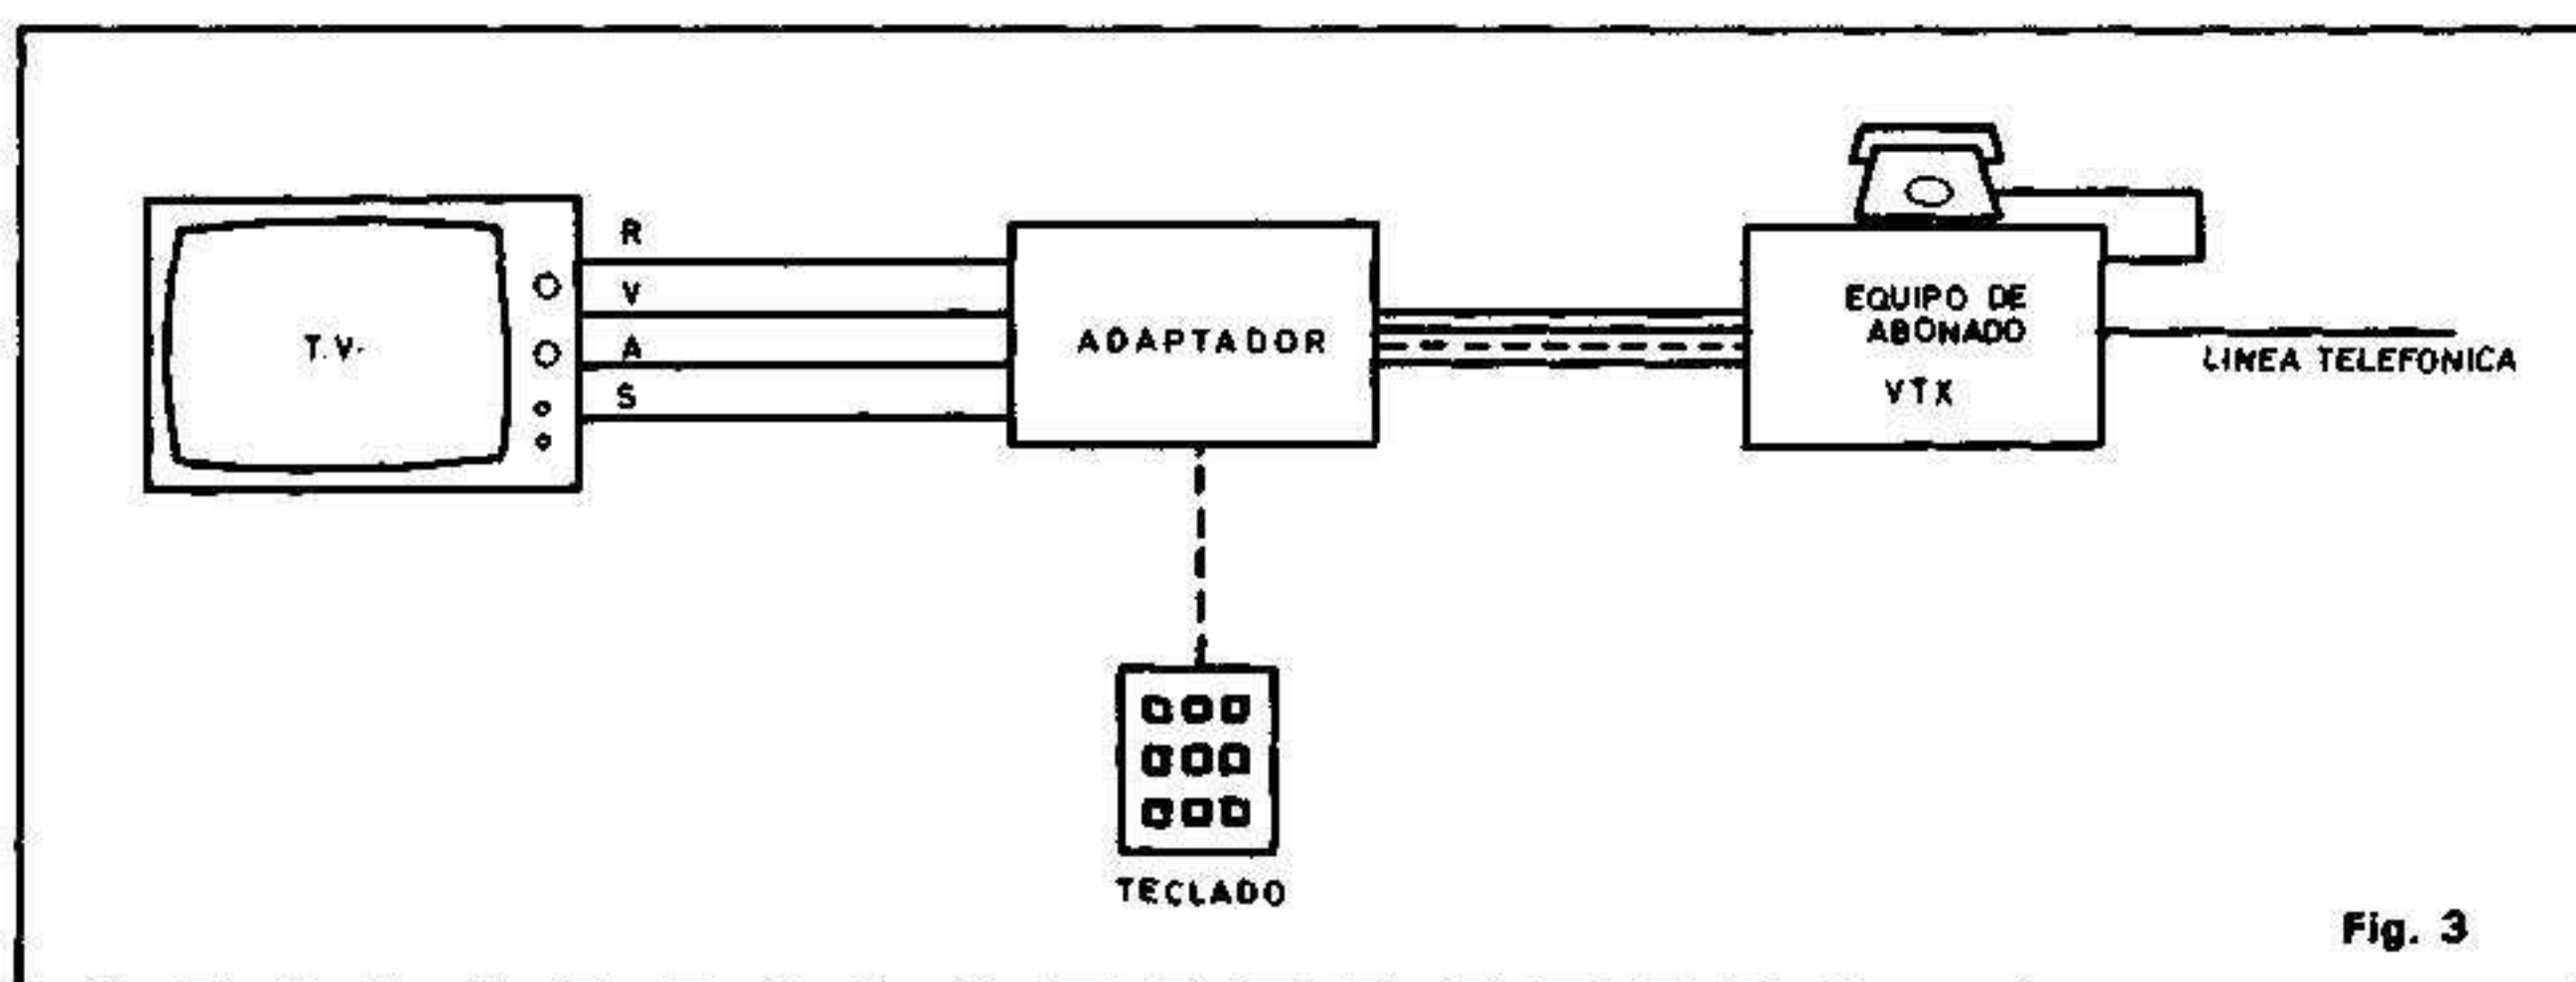 T.V.
R
V
A
S
ADAPTADOR
EQUIPO DE
ABONADO
VTX
LINEA TELEFONICA
TECLADO
Fig. 3